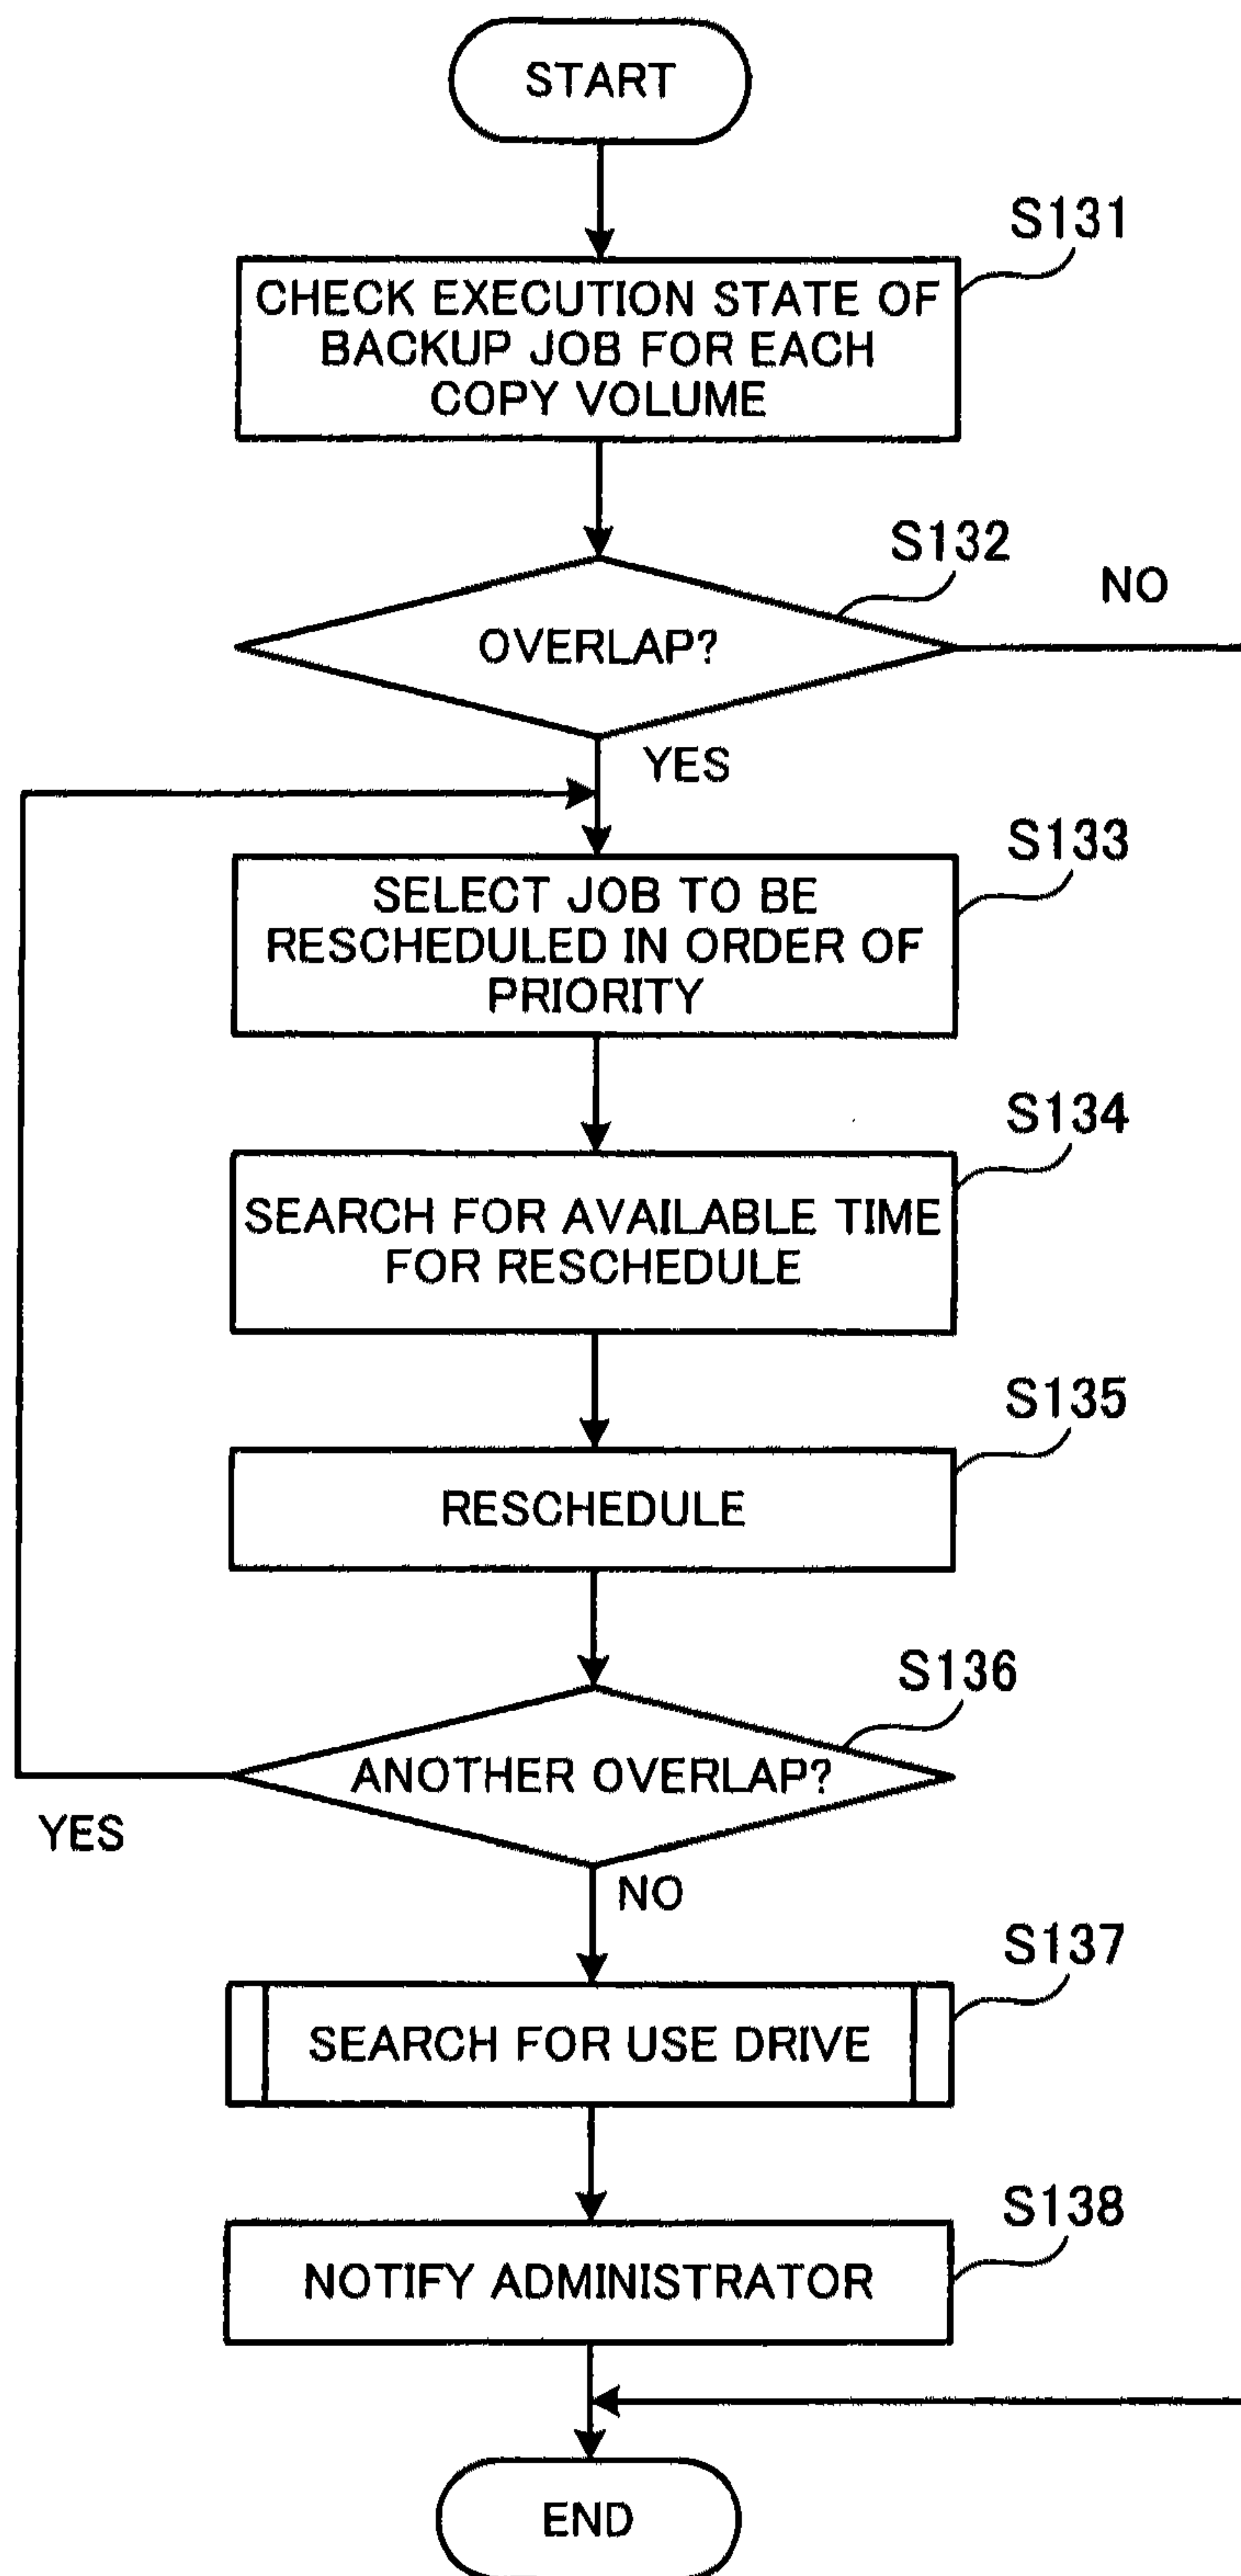 START
S131
CHECK EXECUTION STATE OF
BACKUP JOB FOR EACH
COPY VOLUME
S132
NO
OVERLAP?
YES
S133
SELECT JOB TO BE
RESCHEDULED IN ORDER OF
PRIORITY
S134
SEARCH FOR AVAILABLE TIME
FOR RESCHEDULE
S135
RESCHEDULE
S136
ANOTHER OVERLAP?
YES
NO
S137
SEARCH FOR USE DRIVE
S138
NOTIFY ADMINISTRATOR
END